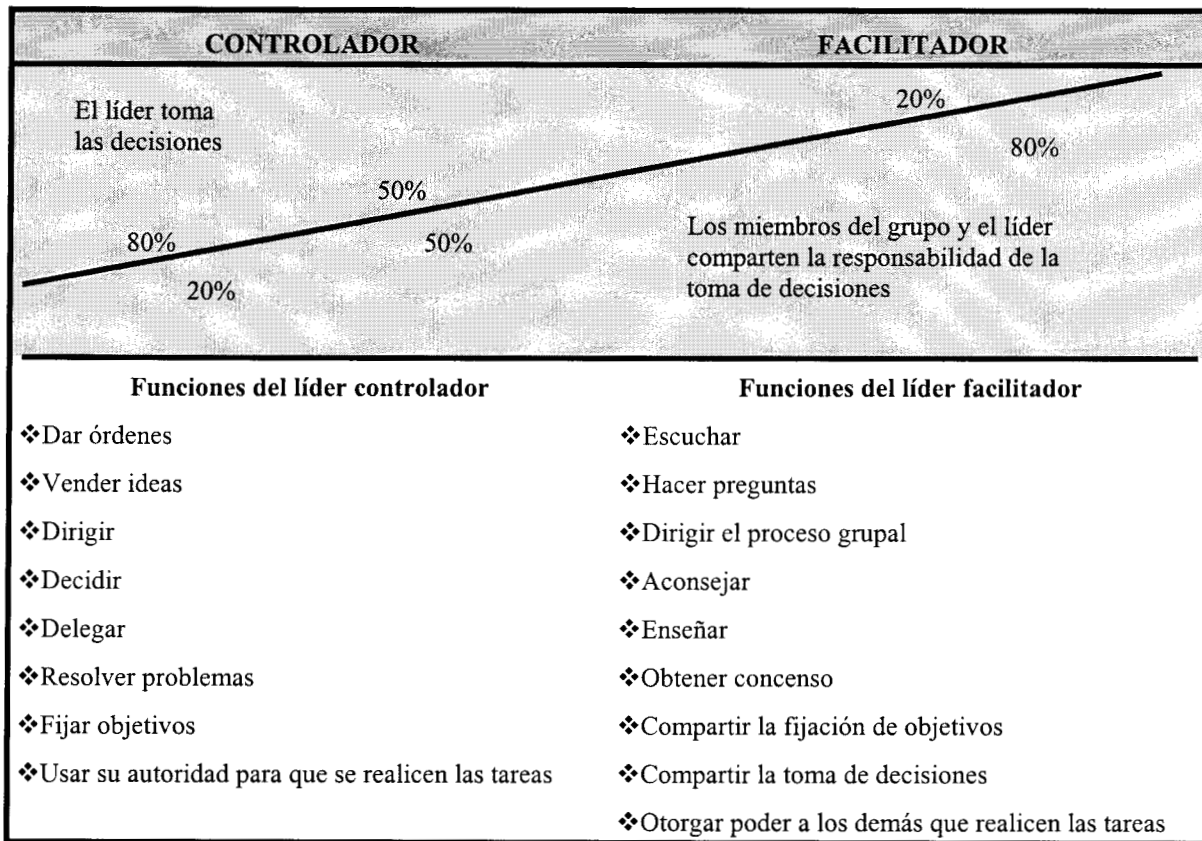 CONTROLADOR
FACILITADOR
El líder toma
las decisiones
20%
80%
50%
50%
80%
20%
Los miembros del grupo y el líder
comparten la responsabilidad de la
toma de decisiones
Funciones del líder controlador
❖Dar órdenes
❖Vender ideas
❖Dirigir
❖Decidir
❖Delegar
❖Resolver problemas
❖Fijar objetivos
❖Usar su autoridad para que se realicen las tareas
Funciones del líder facilitador
❖Escuchar
❖Hacer preguntas
❖Dirigir el proceso grupal
❖Aconsejar
❖Enseñar
❖Obtener concenso
❖Compartir la fijación de objetivos
❖Compartir la toma de decisiones
❖Otorgar poder a los demás que realicen las tareas